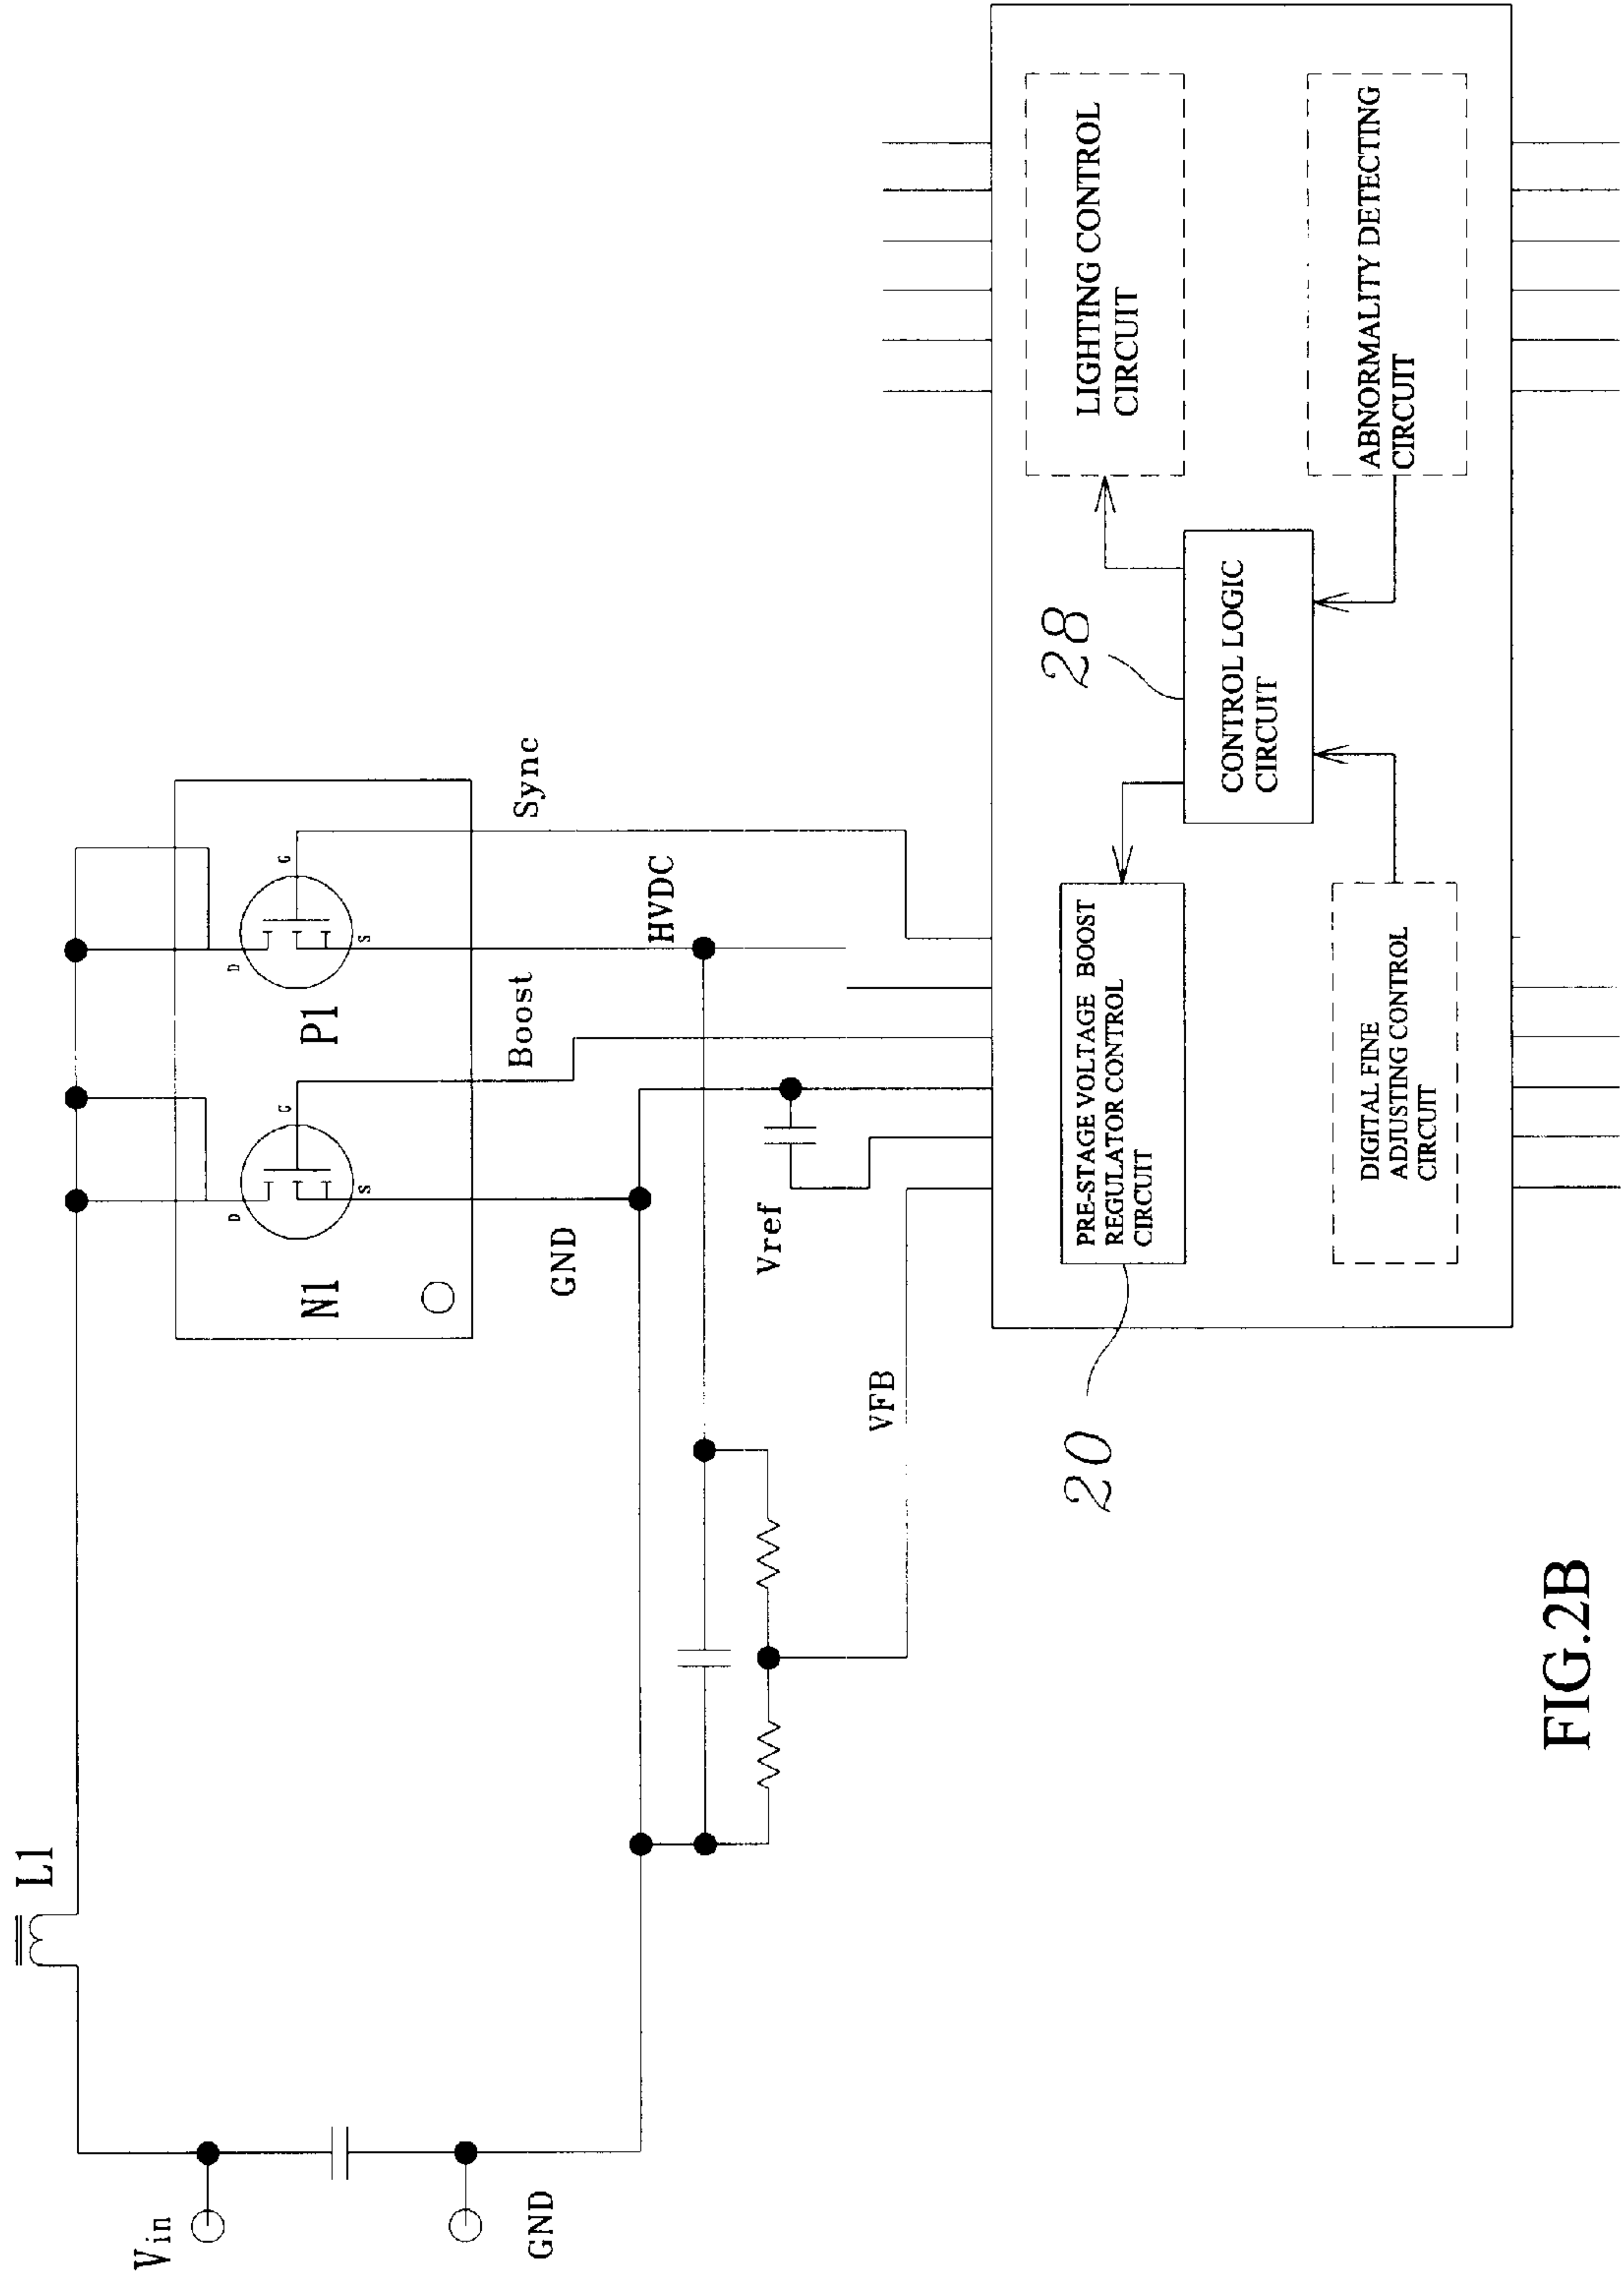 L1
Vin
GND
N1
P1
D
G
S
D
G
S
GND
Boost
HVDC
Sync
Vref
VFB
20
28
PRE-STAGE VOLTAGE BOOST
REGULATOR CONTROL
CIRCUIT
CONTROL LOGIC
CIRCUIT
LIGHTING CONTROL
CIRCUIT
DIGITAL FINE
ADJUSTING CONTROL
CIRCUIT
ABNORMALITY DETECTING
CIRCUIT
FIG.2B